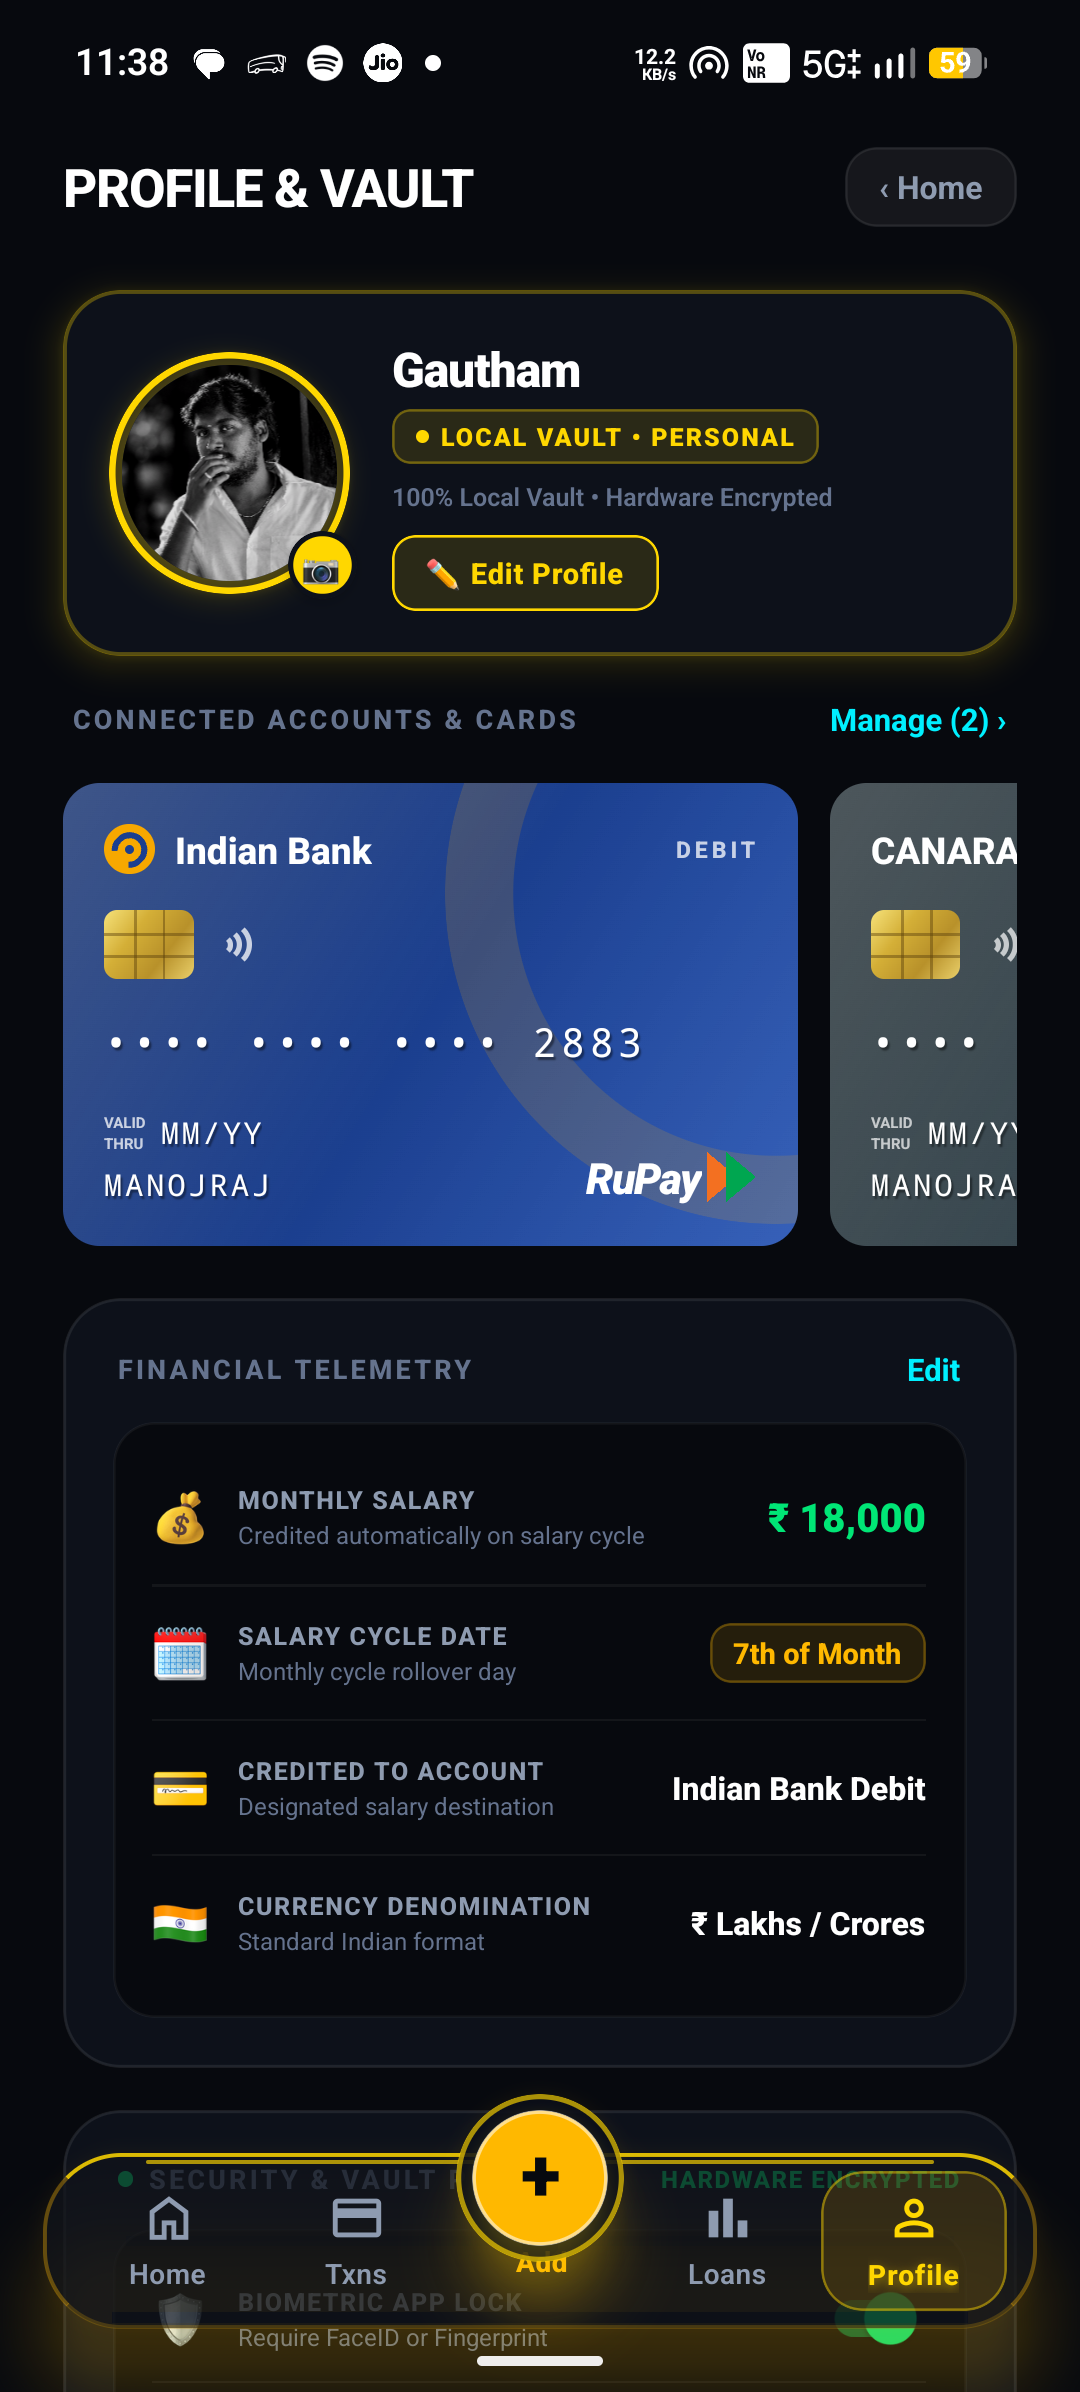 11:38
Jio
12.2
KB/s
Vo
NR
5G
59
PROFILE & VAULT
‹ Home
Gautham
LOCAL VAULT • PERSONAL
100% Local Vault • Hardware Encrypted
Edit Profile
CONNECTED ACCOUNTS & CARDS
Manage (2) ›
Indian Bank
DEBIT
•••• •••• •••• 2883
VALID
THRU
MM/YY
MANOJRAJ
RuPay
CANARA
••••
VALID
THRU
MM/YY
MANOJRA
FINANCIAL TELEMETRY
Edit
MONTHLY SALARY
Credited automatically on salary cycle
₹ 18,000
SALARY CYCLE DATE
Monthly cycle rollover day
7th of Month
CREDITED TO ACCOUNT
Designated salary destination
Indian Bank Debit
CURRENCY DENOMINATION
Standard Indian format
₹ Lakhs / Crores
SECURITY & VAULT
HARDWARE ENCRYPTED
Home
Txns
Add
Loans
Profile
BIOMETRIC APP LOCK
Require FaceID or Fingerprint